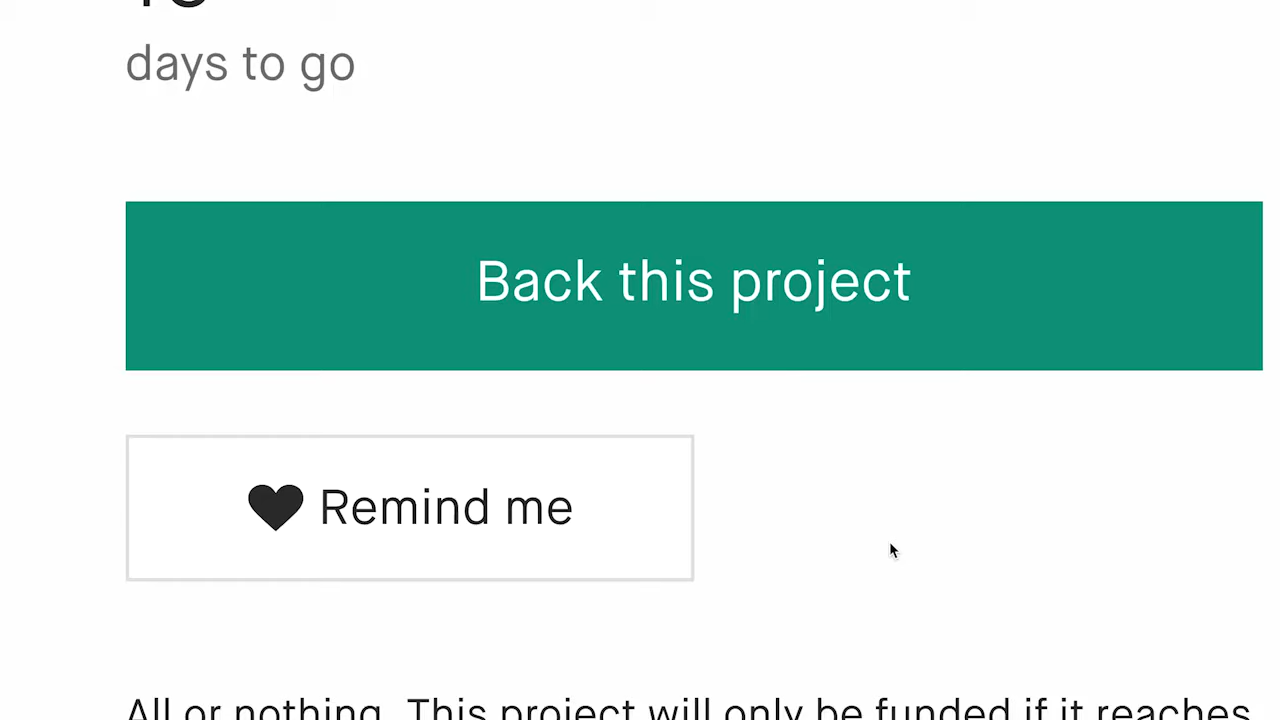 days to go
Back this project
Remind me
All or nothing. This project will only be funded if it reaches